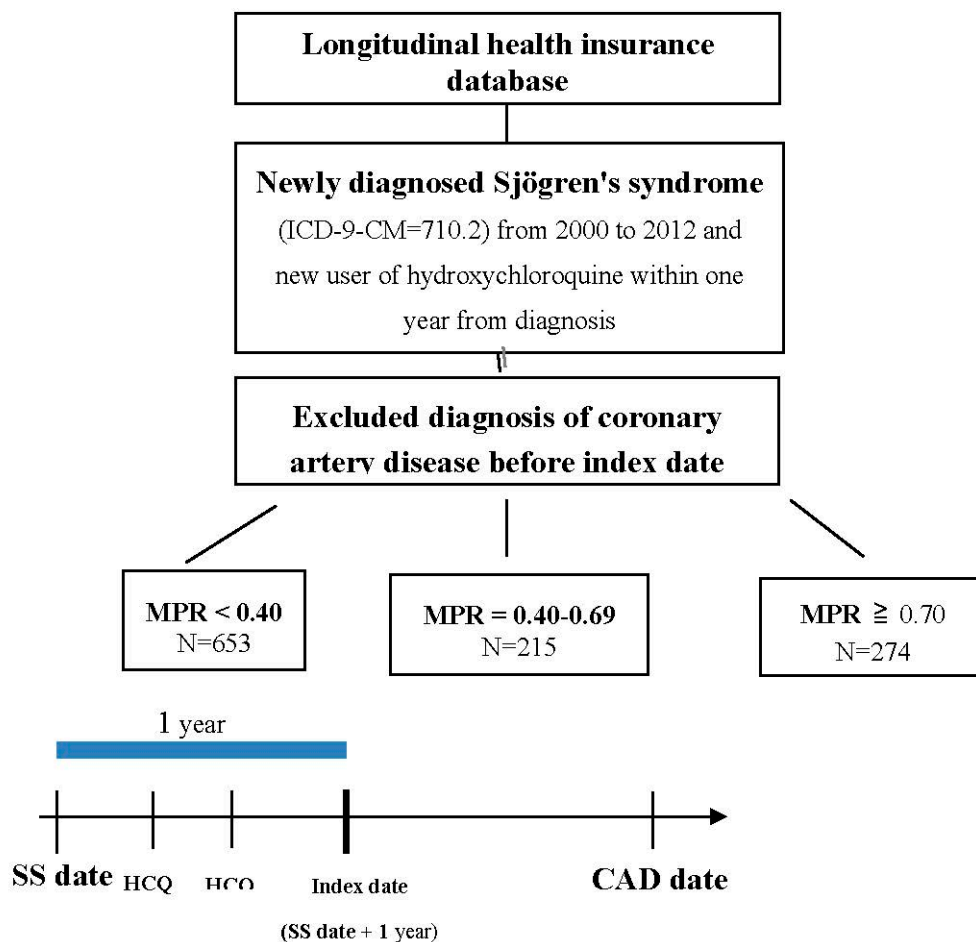 Longitudinal health insurance
database
Newly diagnosed Sjögren's syndrome
(ICD-9-CM=710.2) from 2000 to 2012 and
new user of hydroxychloroquine within one
year from diagnosis
Excluded diagnosis of coronary
artery disease before index date
MPR < 0.40
N=653
MPR = 0.40-0.69
N=215
MPR ≧ 0.70
N=274
1 year
SS date HCQ HCQ Index date CAD date
(SS date + 1 year)